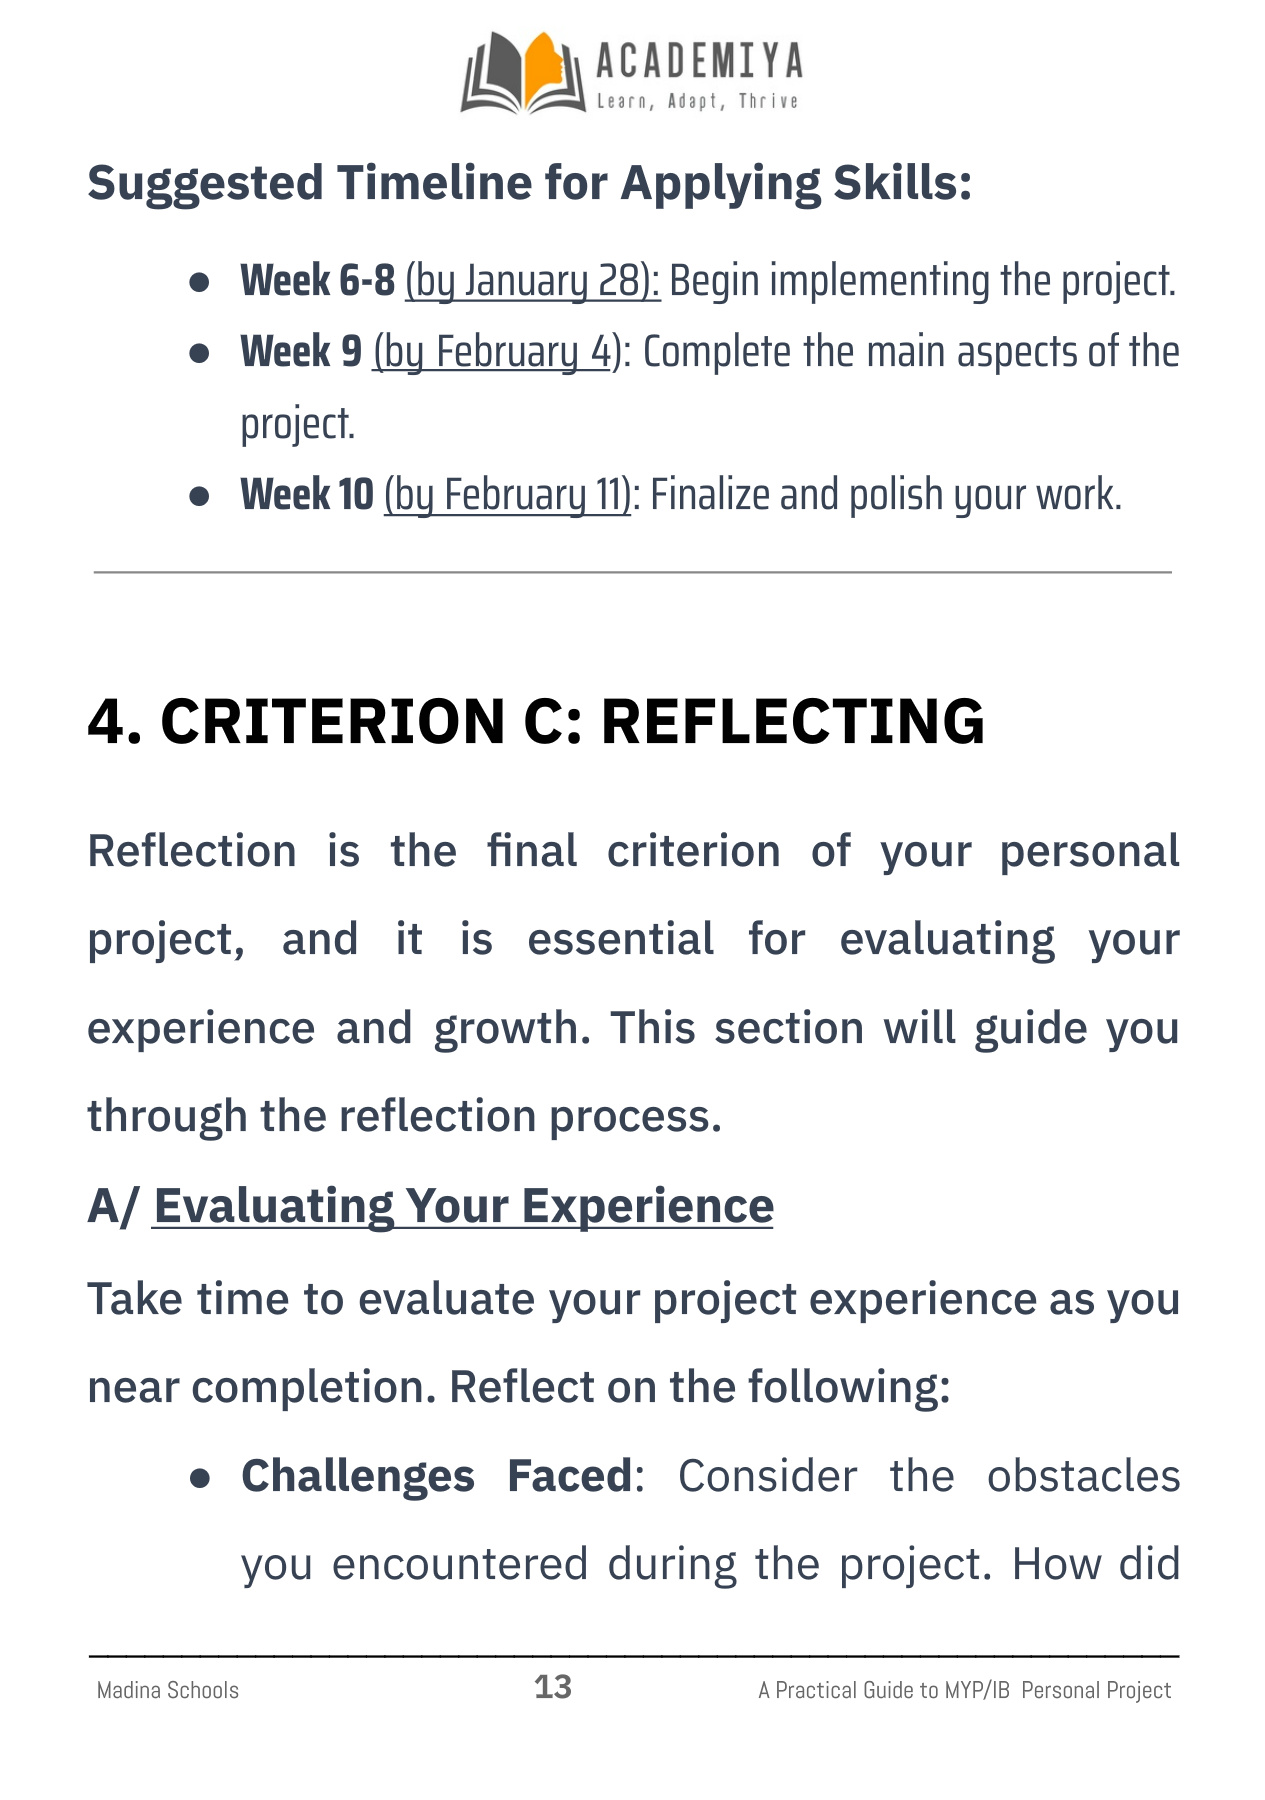 ACADEMIYA
Learn, Adapt, Thrive
Suggested Timeline for Applying Skills:
● Week 6-8 (by January 28): Begin implementing the project.
● Week 9 (by February 4): Complete the main aspects of the
project.
● Week 10 (by February 11): Finalize and polish your work.
4. CRITERION C: REFLECTING
Reflection is the final criterion of your personal
project, and it is essential for evaluating your
experience and growth. This section will guide you
through the reflection process.
A/ Evaluating Your Experience
Take time to evaluate your project experience as you
near completion. Reflect on the following:
● Challenges Faced: Consider the obstacles
you encountered during the project. How did
Madina Schools 13 A Practical Guide to MYP/IB Personal Project